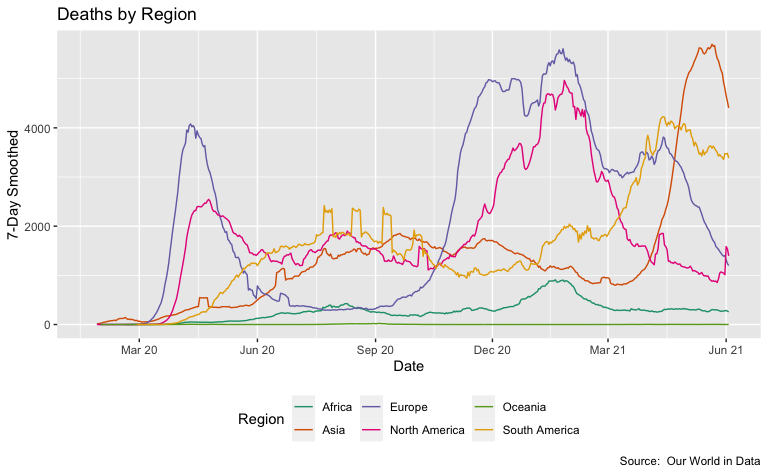 Deaths by Region
7-Day Smoothed
4000
2000
0
Mar 20 Jun 20 Sep 20 Dec 20 Mar 21 Jun 21
Date
Region
Africa Europe Oceania
Asia North America South America
Source:  Our World in Data